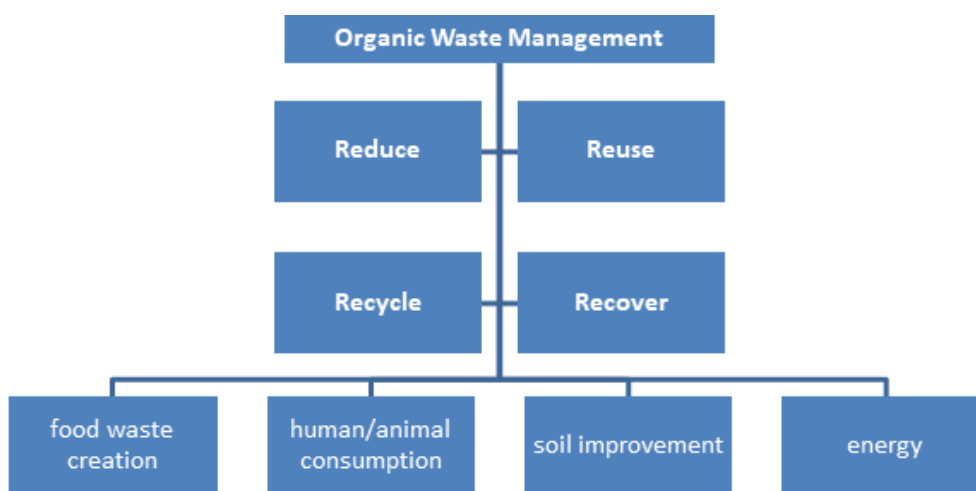 Organic Waste Management
Reduce
Reuse
Recycle
Recover
food waste
creation
human/animal
consumption
soil improvement
energy